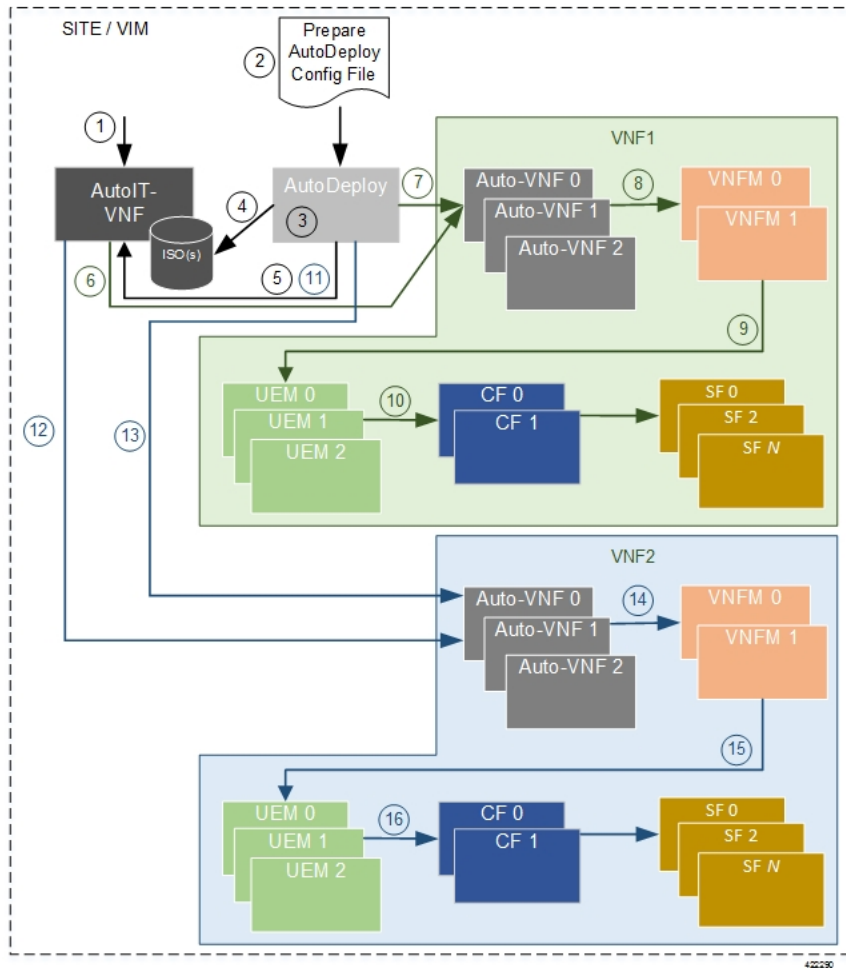 SITE / VIM
Prepare
AutoDeploy
Config File
2
1
AutoIT-
VNF
ISO(s)
4
AutoDeploy
3
5
11
6
7
VNF1
Auto-VNF 0
Auto-VNF 1
Auto-VNF 2
8
VNFM 0
VNFM 1
9
UEM 0
UEM 1
UEM 2
10
CF 0
CF 1
SF 0
SF 2
SF N
12
13
VNF2
Auto-VNF 0
Auto-VNF 1
Auto-VNF 2
14
VNFM 0
VNFM 1
15
UEM 0
UEM 1
UEM 2
16
CF 0
CF 1
SF 0
SF 2
SF N
422290